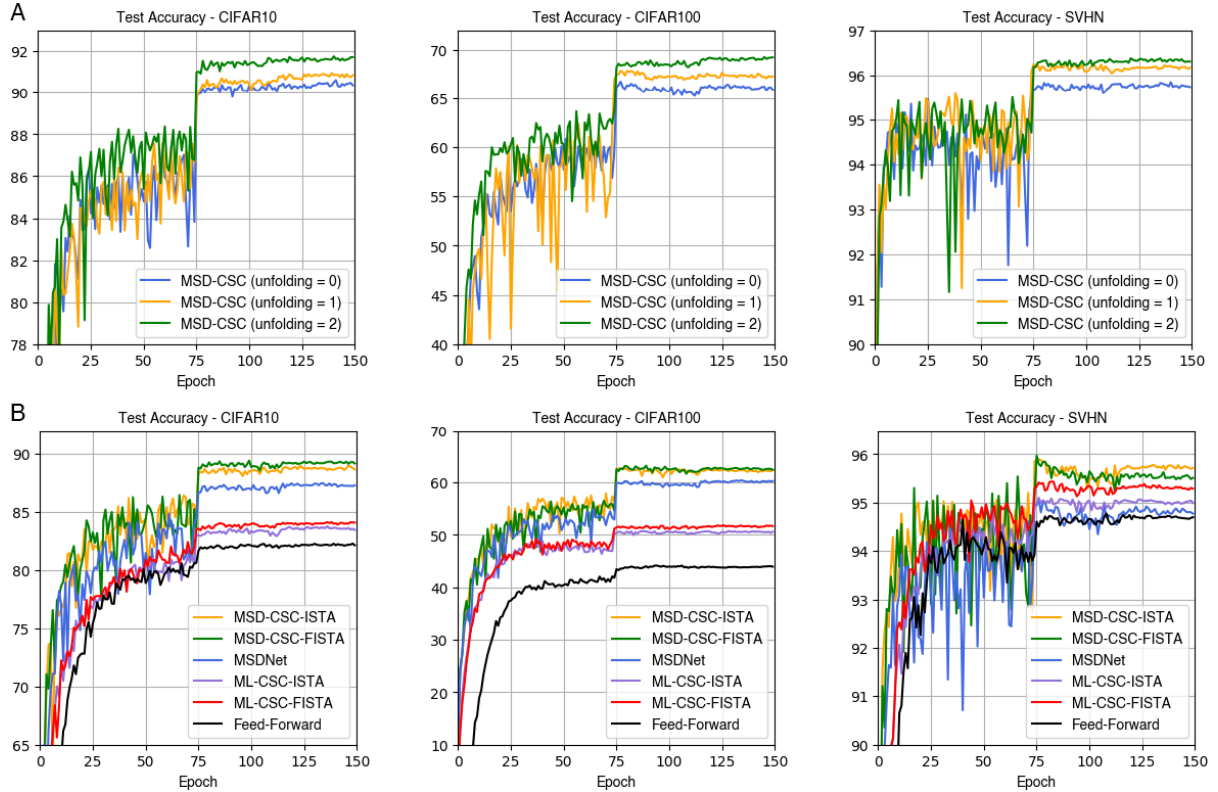 A
Test Accuracy - CIFAR10
92
90
88
86
84
82
80
78
0 25 50 75 100 125 150
Epoch
MSD-CSC (unfolding = 0)
MSD-CSC (unfolding = 1)
MSD-CSC (unfolding = 2)
Test Accuracy - CIFAR100
70
65
60
55
50
45
40
0 25 50 75 100 125 150
Epoch
MSD-CSC (unfolding = 0)
MSD-CSC (unfolding = 1)
MSD-CSC (unfolding = 2)
Test Accuracy - SVHN
97
96
95
94
93
92
91
90
0 25 50 75 100 125 150
Epoch
MSD-CSC (unfolding = 0)
MSD-CSC (unfolding = 1)
MSD-CSC (unfolding = 2)
B
Test Accuracy - CIFAR10
90
85
80
75
70
65
0 25 50 75 100 125 150
Epoch
MSD-CSC-ISTA
MSD-CSC-FISTA
MSDNet
ML-CSC-ISTA
ML-CSC-FISTA
Feed-Forward
Test Accuracy - CIFAR100
70
60
50
40
30
20
10
0 25 50 75 100 125 150
Epoch
MSD-CSC-ISTA
MSD-CSC-FISTA
MSDNet
ML-CSC-ISTA
ML-CSC-FISTA
Feed-Forward
Test Accuracy - SVHN
96
95
94
93
92
91
90
0 25 50 75 100 125 150
Epoch
MSD-CSC-ISTA
MSD-CSC-FISTA
MSDNet
ML-CSC-ISTA
ML-CSC-FISTA
Feed-Forward